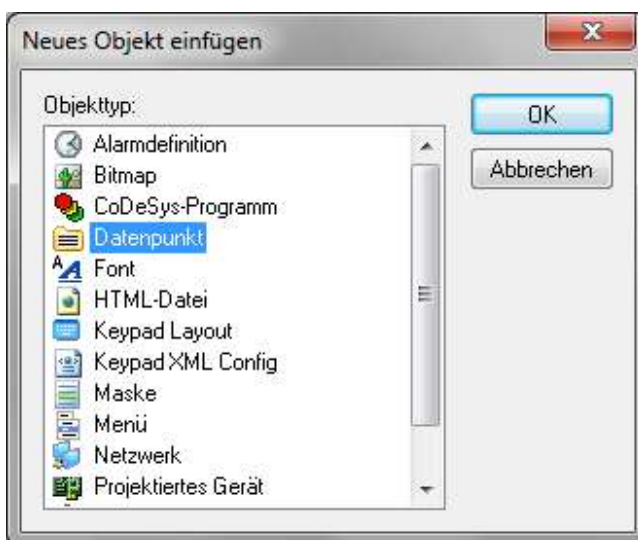 Neues Objekt einfügen
Objekttyp:
Alarmdefinition
Bitmap
CoDeSys-Programm
Datenpunkt
Font
HTML-Datei
Keypad Layout
Keypad XML Config
Maske
Menü
Netzwerk
Projektiertes Gerät
OK
Abbrechen